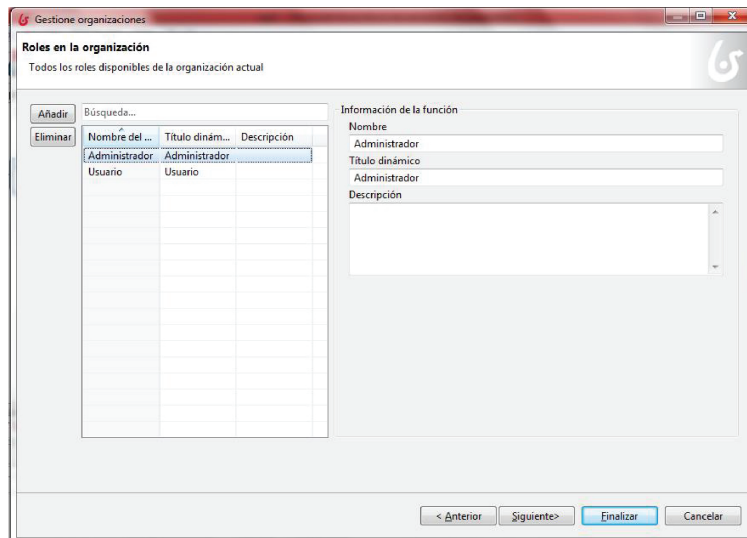 Gestione organizaciones
Roles en la organización
Todos los roles disponibles de la organización actual
Añadir
Búsqueda...
Eliminar
Nombre del ... Título dinám... Descripción
Administrador Administrador
Usuario Usuario
Información de la función
Nombre
Administrador
Título dinámico
Administrador
Descripción
< Anterior Siguiente> Finalizar Cancelar